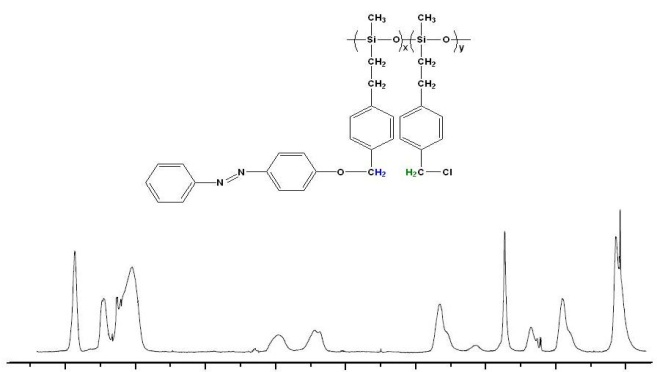 CH3 CH3
Si O x Si O y
CH2 CH2
CH2 CH2
N N O CH2 H2C Cl